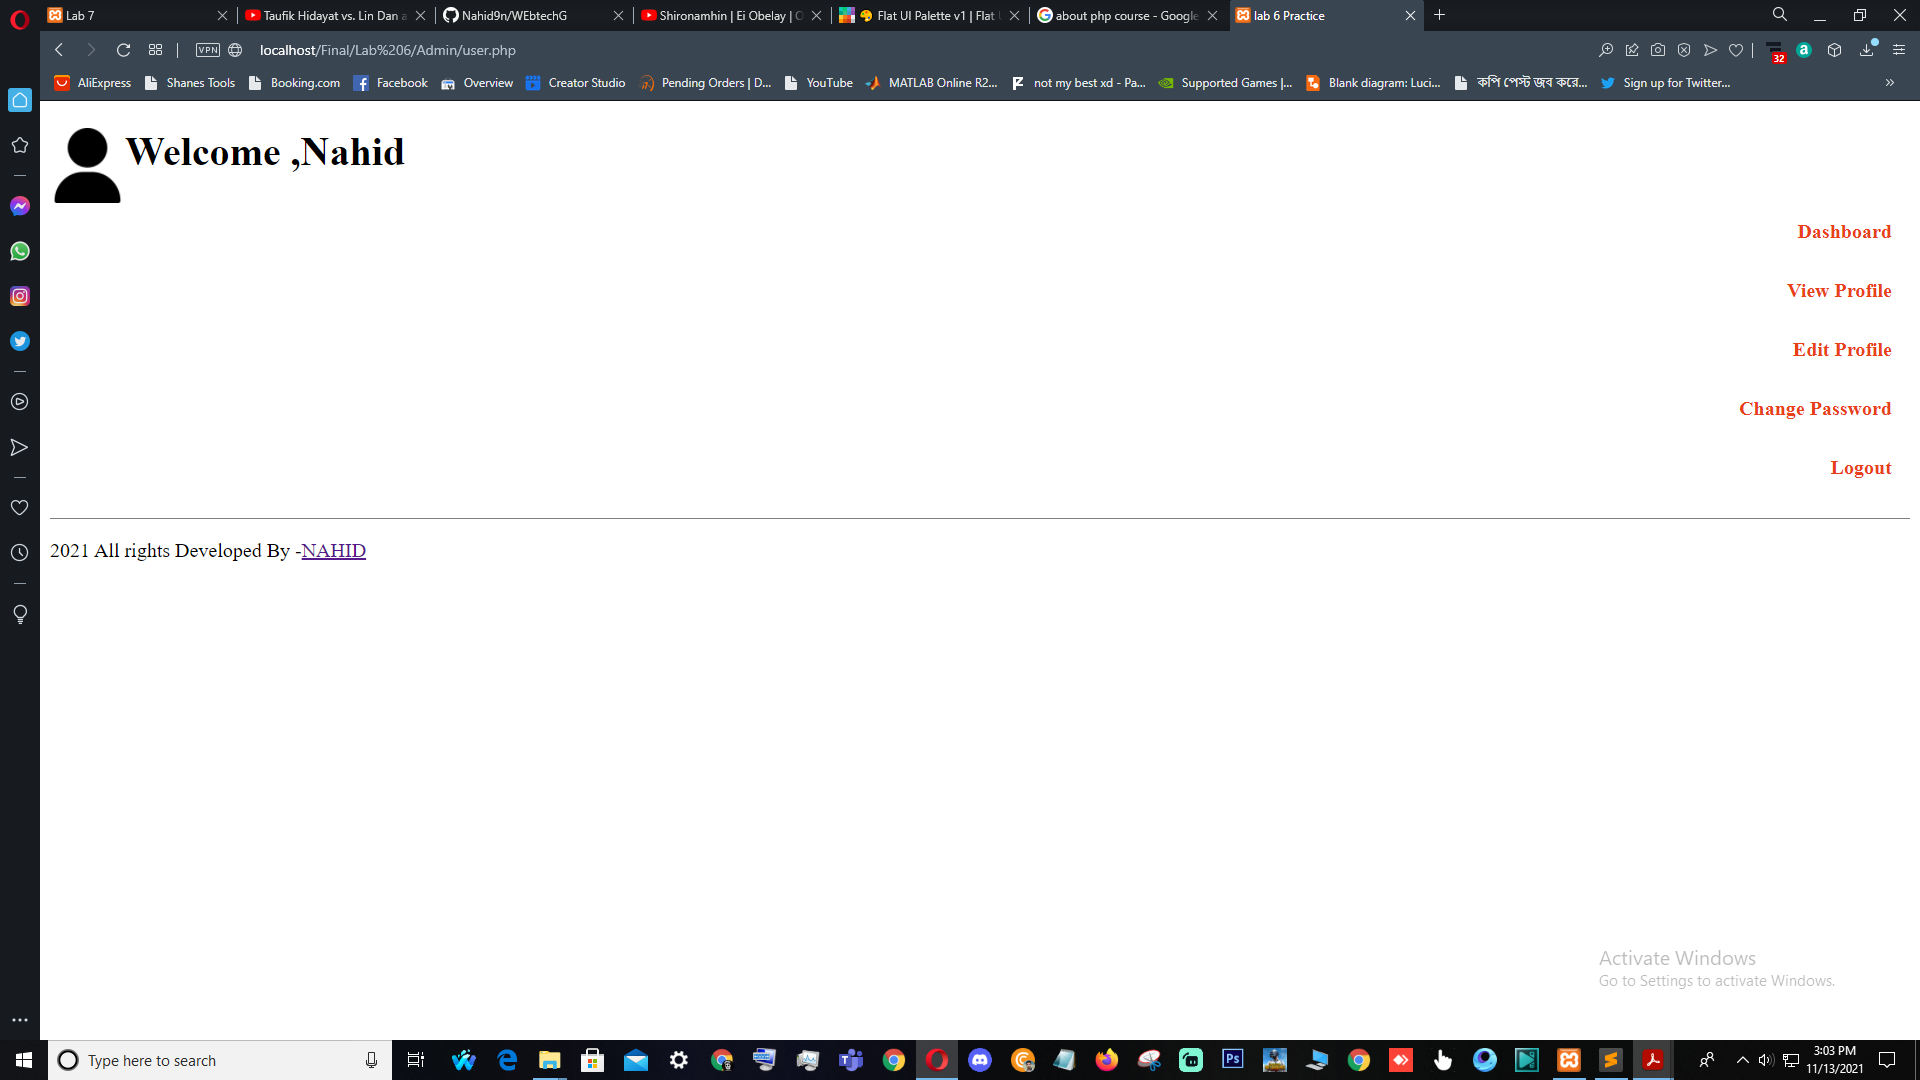 Lab 7
Taufik Hidayat vs. Lin Dan a
Nahid9n/WEbtechG
Shironamhin | Ei Obelay | O
Flat UI Palette v1 | Flat U
about php course - Google
lab 6 Practice
VPN
localhost/Final/Lab%206/Admin/user.php
32
a
AliExpress
Shanes Tools
Booking.com
Facebook
Overview
Creator Studio
Pending Orders | D...
YouTube
MATLAB Online R2...
not my best xd - Pa...
Supported Games |...
Blank diagram: Luci...
কপি পেস্ট জব করে...
Sign up for Twitter...
Welcome ,Nahid
Dashboard
View Profile
Edit Profile
Change Password
Logout
2021 All rights Developed By -NAHID
Activate Windows
Go to Settings to activate Windows.
Type here to search
Ps
3:03 PM
11/13/2021